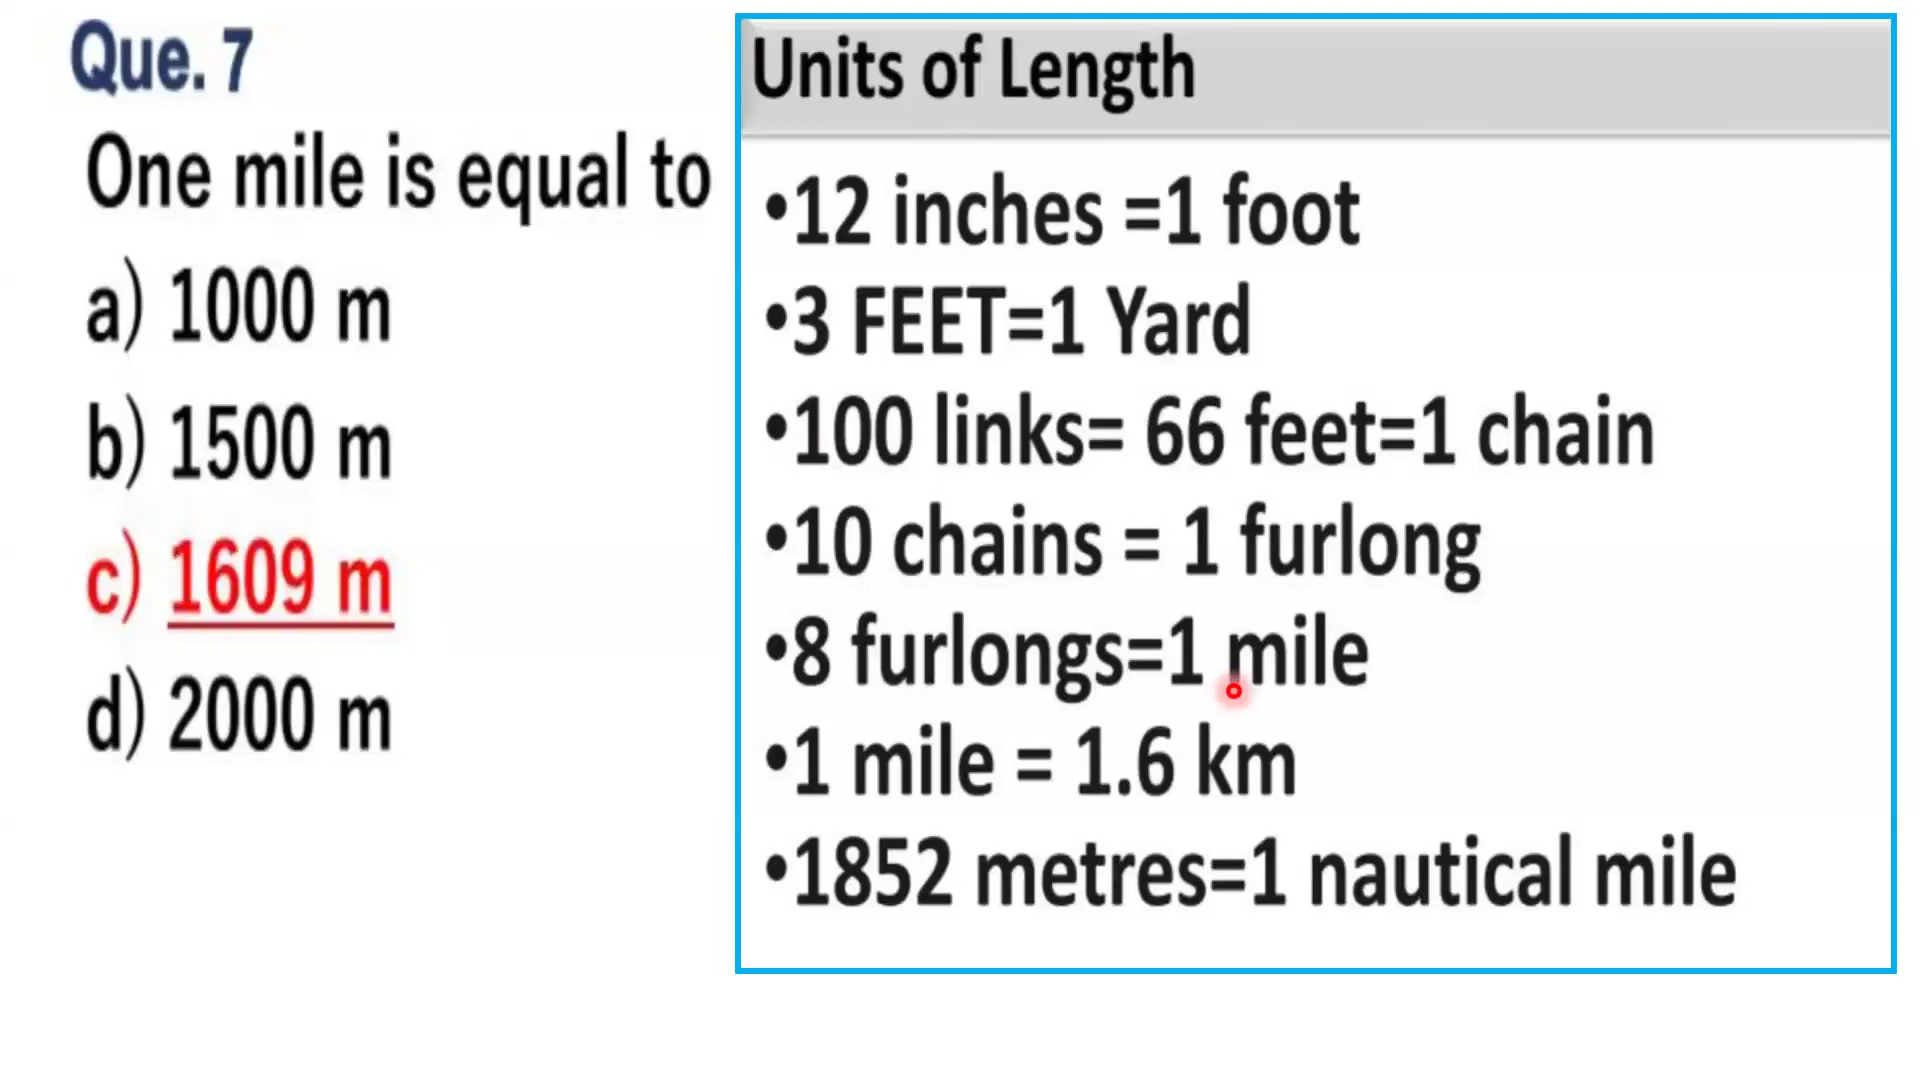 Que. 7
One mile is equal to
a) 1000 m
b) 1500 m
c) 1609 m
d) 2000 m
Units of Length
•12 inches =1 foot
•3 FEET=1 Yard
•100 links= 66 feet=1 chain
•10 chains = 1 furlong
•8 furlongs=1 mile
•1 mile = 1.6 km
•1852 metres=1 nautical mile